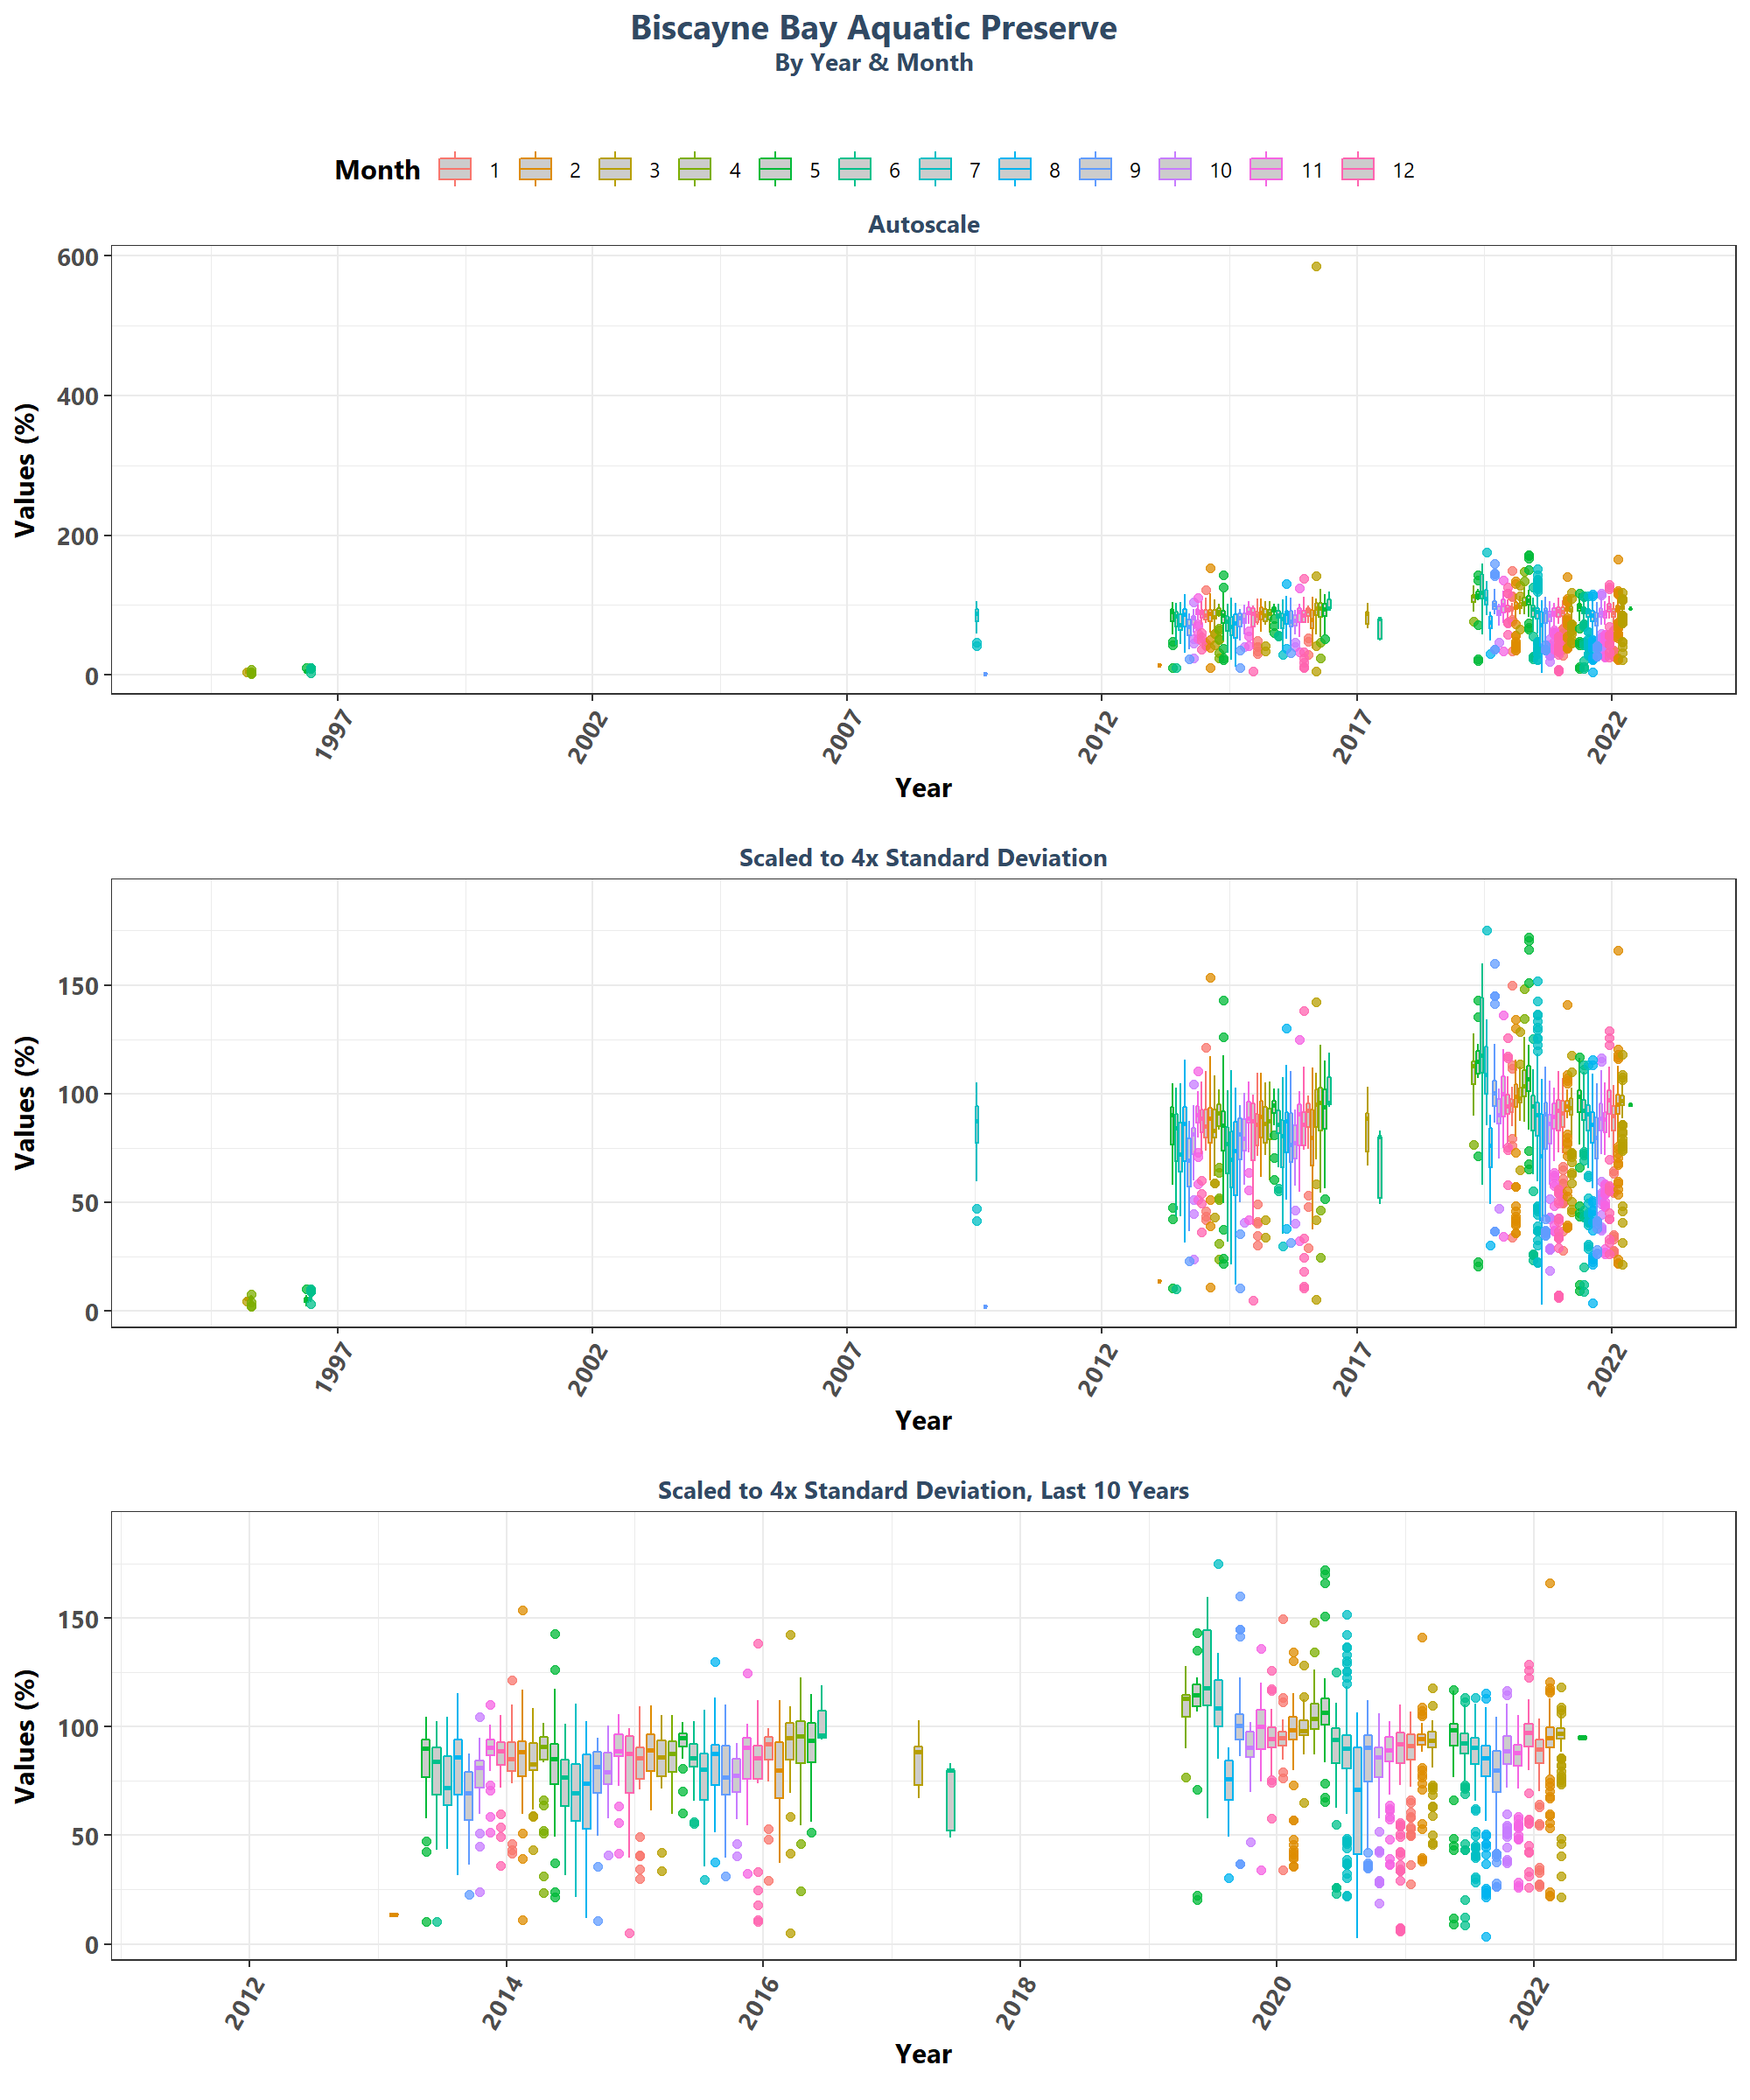 Biscayne Bay Aquatic Preserve
By Year & Month
Month 1 2 3 4 5 6 7 8 9 10 11 12
Autoscale
Values (%)
600
400
200
0
1997 2002 2007 2012 2017 2022
Year
Scaled to 4x Standard Deviation
Values (%)
150
100
50
0
1997 2002 2007 2012 2017 2022
Year
Scaled to 4x Standard Deviation, Last 10 Years
Values (%)
150
100
50
0
2012 2014 2016 2018 2020 2022
Year